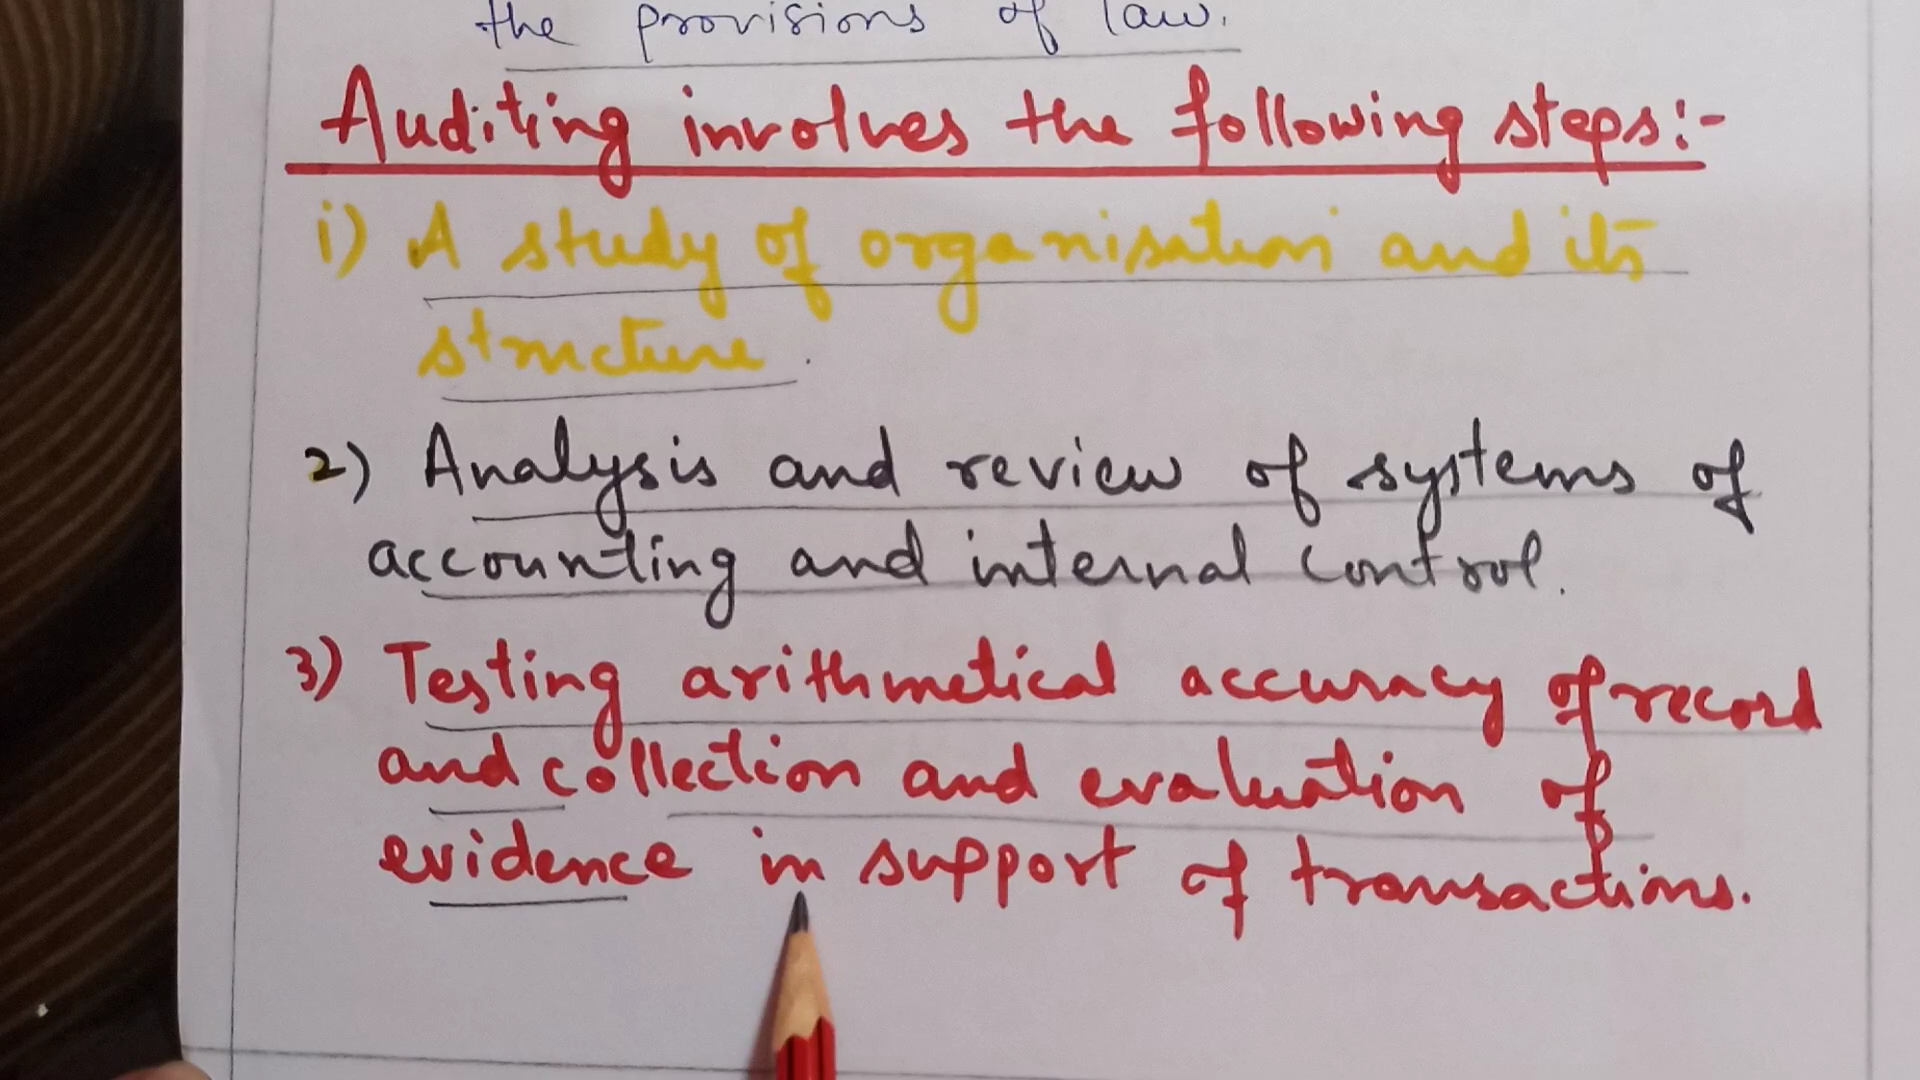 the provisions of law.
Auditing involves the following steps:-
i) A study of organisation and its
structure.
2) Analysis and review of systems of
accounting and internal control.
3) Testing arithmetical accuracy of record
and collection and evaluation of
evidence in support of transactions.